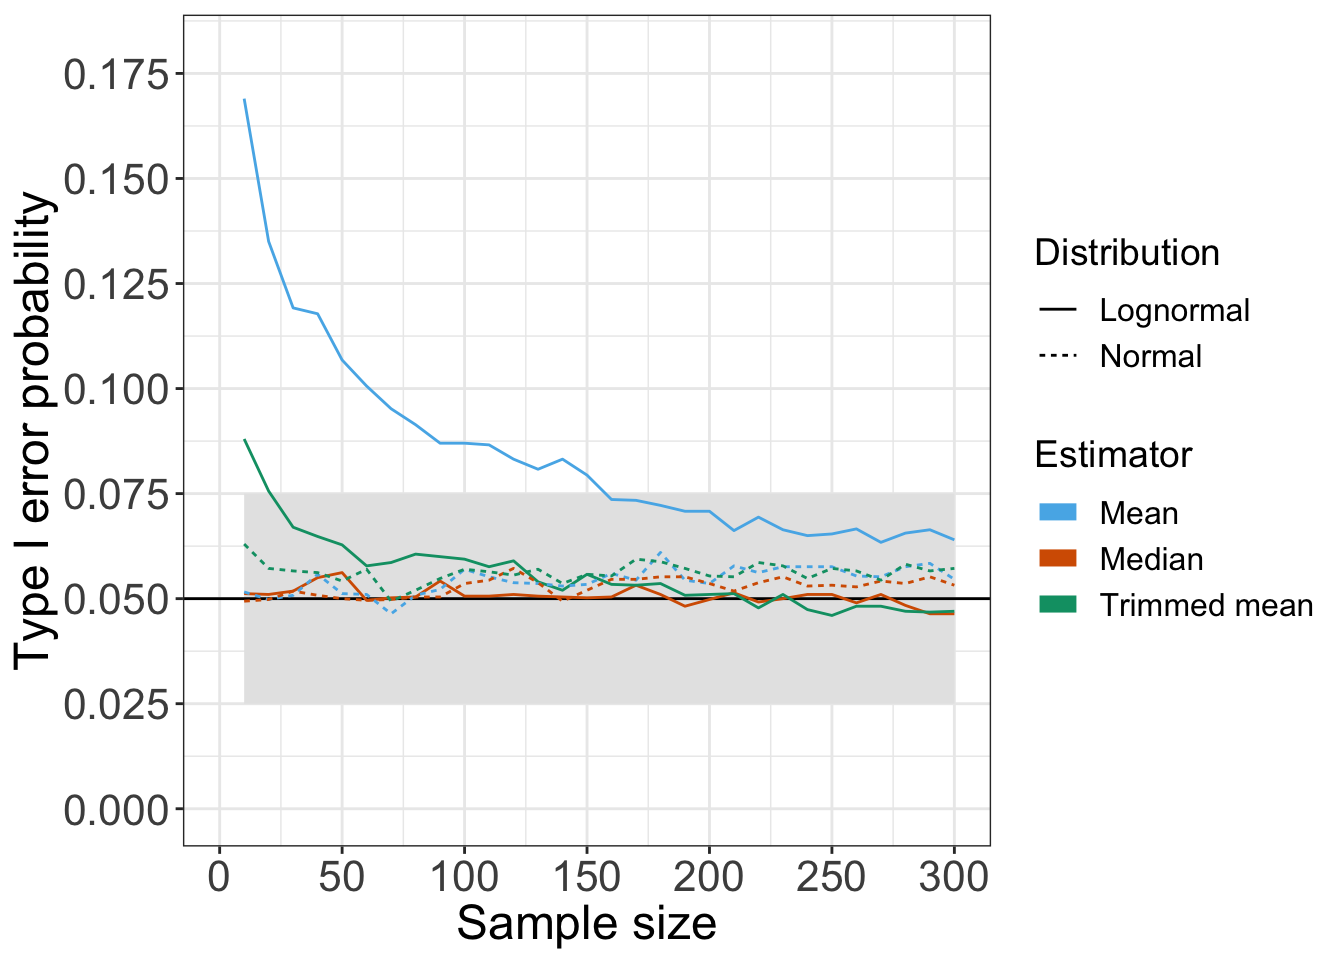 Type I error probability
0.175
0.150
0.125
0.100
0.075
0.050
0.025
0.000
0 50 100 150 200 250 300
Sample size
Distribution
Lognormal
Normal
Estimator
Mean
Median
Trimmed mean